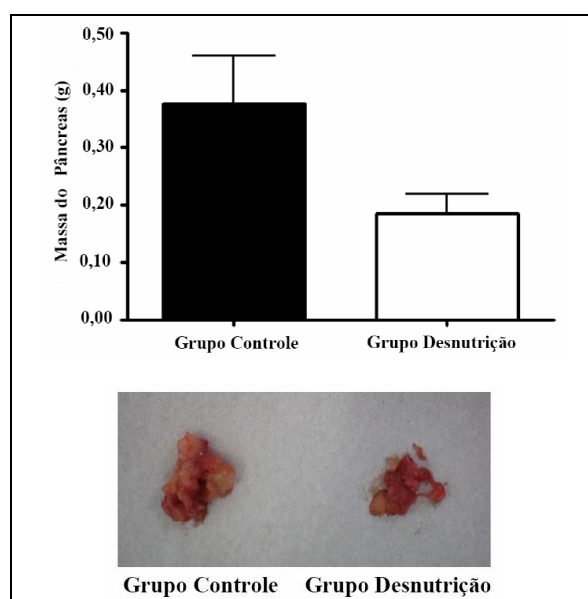 Massa do Pâncreas (g)
0,50
0,40
0,30
0,20
0,10
0,00
Grupo Controle Grupo Desnutrição
Grupo Controle Grupo Desnutrição